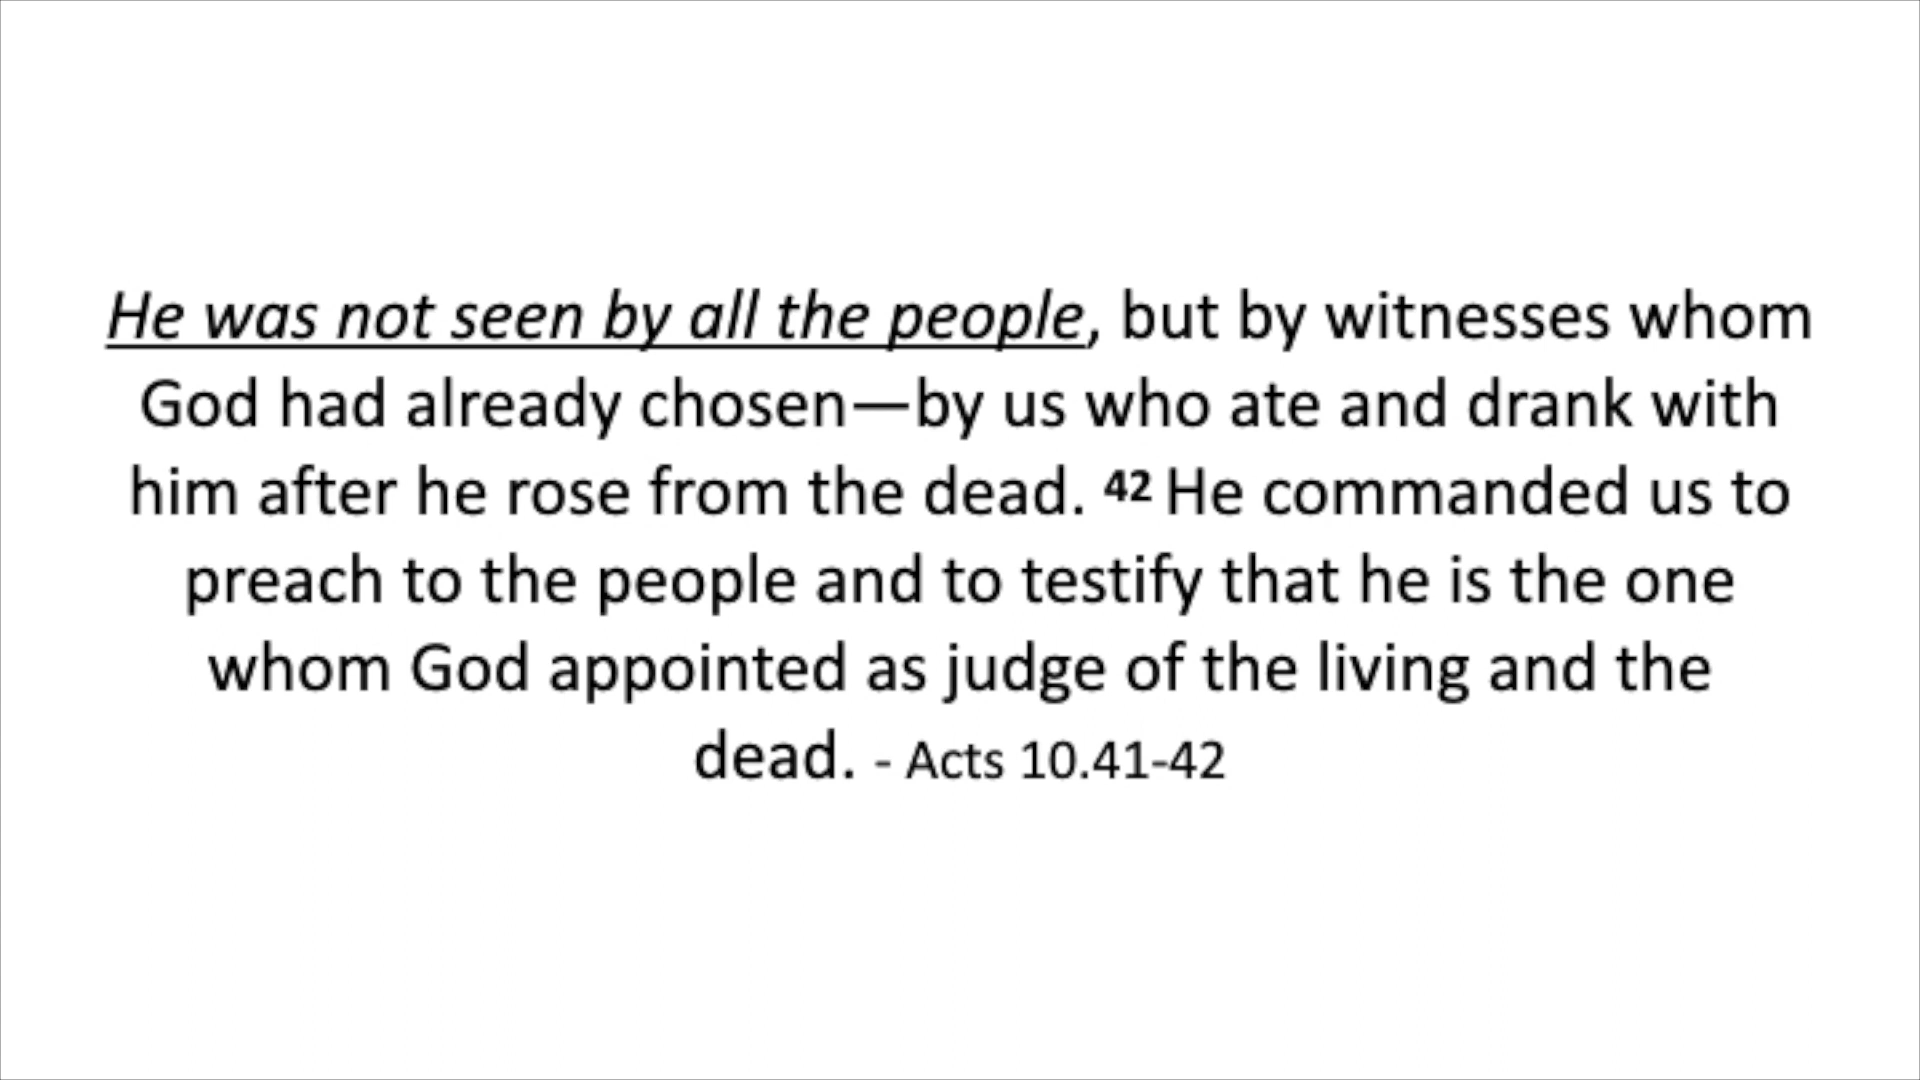 He was not seen by all the people, but by witnesses whom
God had already chosen—by us who ate and drank with
him after he rose from the dead. 42 He commanded us to
preach to the people and to testify that he is the one
whom God appointed as judge of the living and the
dead. - Acts 10.41-42